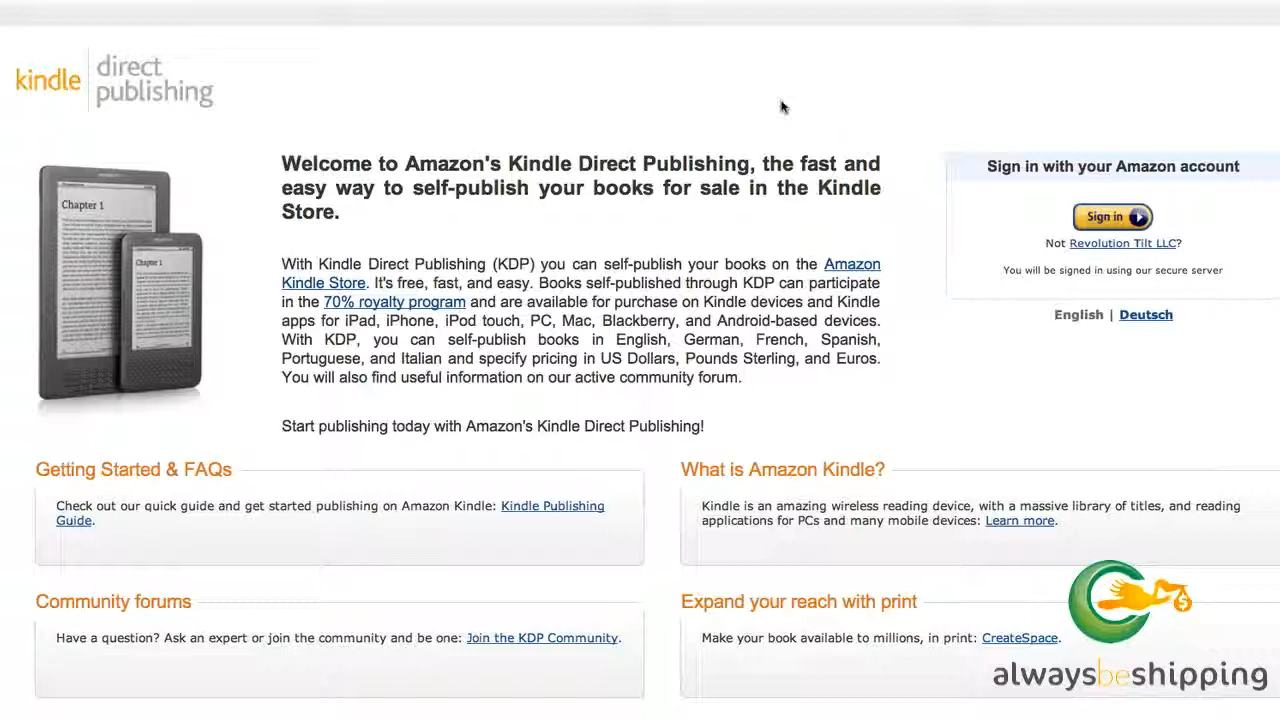 kindle direct publishing
Chapter 1
Chapter 1
Welcome to Amazon's Kindle Direct Publishing, the fast and
easy way to self-publish your books for sale in the Kindle
Store.
With Kindle Direct Publishing (KDP) you can self-publish your books on the Amazon
Kindle Store. It's free, fast, and easy. Books self-published through KDP can participate
in the 70% royalty program and are available for purchase on Kindle devices and Kindle
apps for iPad, iPhone, iPod touch, PC, Mac, Blackberry, and Android-based devices.
With KDP, you can self-publish books in English, German, French, Spanish,
Portuguese, and Italian and specify pricing in US Dollars, Pounds Sterling, and Euros.
You will also find useful information on our active community forum.
Start publishing today with Amazon's Kindle Direct Publishing!
Sign in with your Amazon account
Sign in
Not Revolution Tilt LLC?
You will be signed in using our secure server
English | Deutsch
Getting Started & FAQs
Check out our quick guide and get started publishing on Amazon Kindle: Kindle Publishing
Guide.
What is Amazon Kindle?
Kindle is an amazing wireless reading device, with a massive library of titles, and reading
applications for PCs and many mobile devices: Learn more.
Community forums
Have a question? Ask an expert or join the community and be one: Join the KDP Community.
Expand your reach with print
Make your book available to millions, in print: CreateSpace.
$
alwaysbeshipping